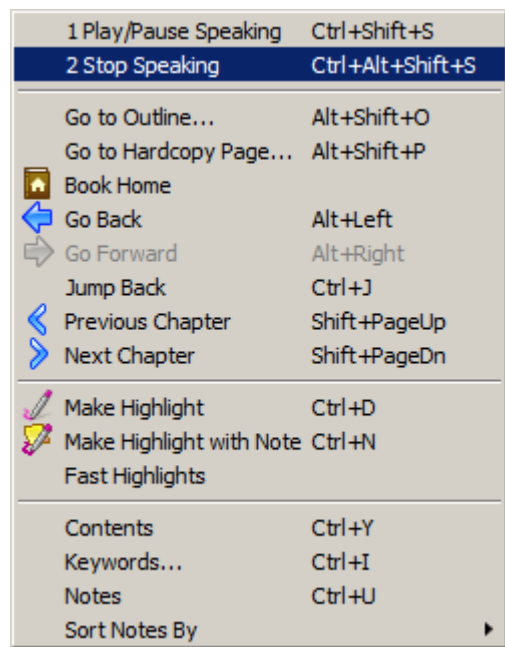 1 Play/Pause Speaking Ctrl+Shift+S
2 Stop Speaking Ctrl+Alt+Shift+S
Go to Outline... Alt+Shift+O
Go to Hardcopy Page... Alt+Shift+P
Book Home
Go Back Alt+Left
Go Forward Alt+Right
Jump Back Ctrl+J
Previous Chapter Shift+PageUp
Next Chapter Shift+PageDn
Make Highlight Ctrl+D
Make Highlight with Note Ctrl+N
Fast Highlights
Contents Ctrl+Y
Keywords... Ctrl+I
Notes Ctrl+U
Sort Notes By